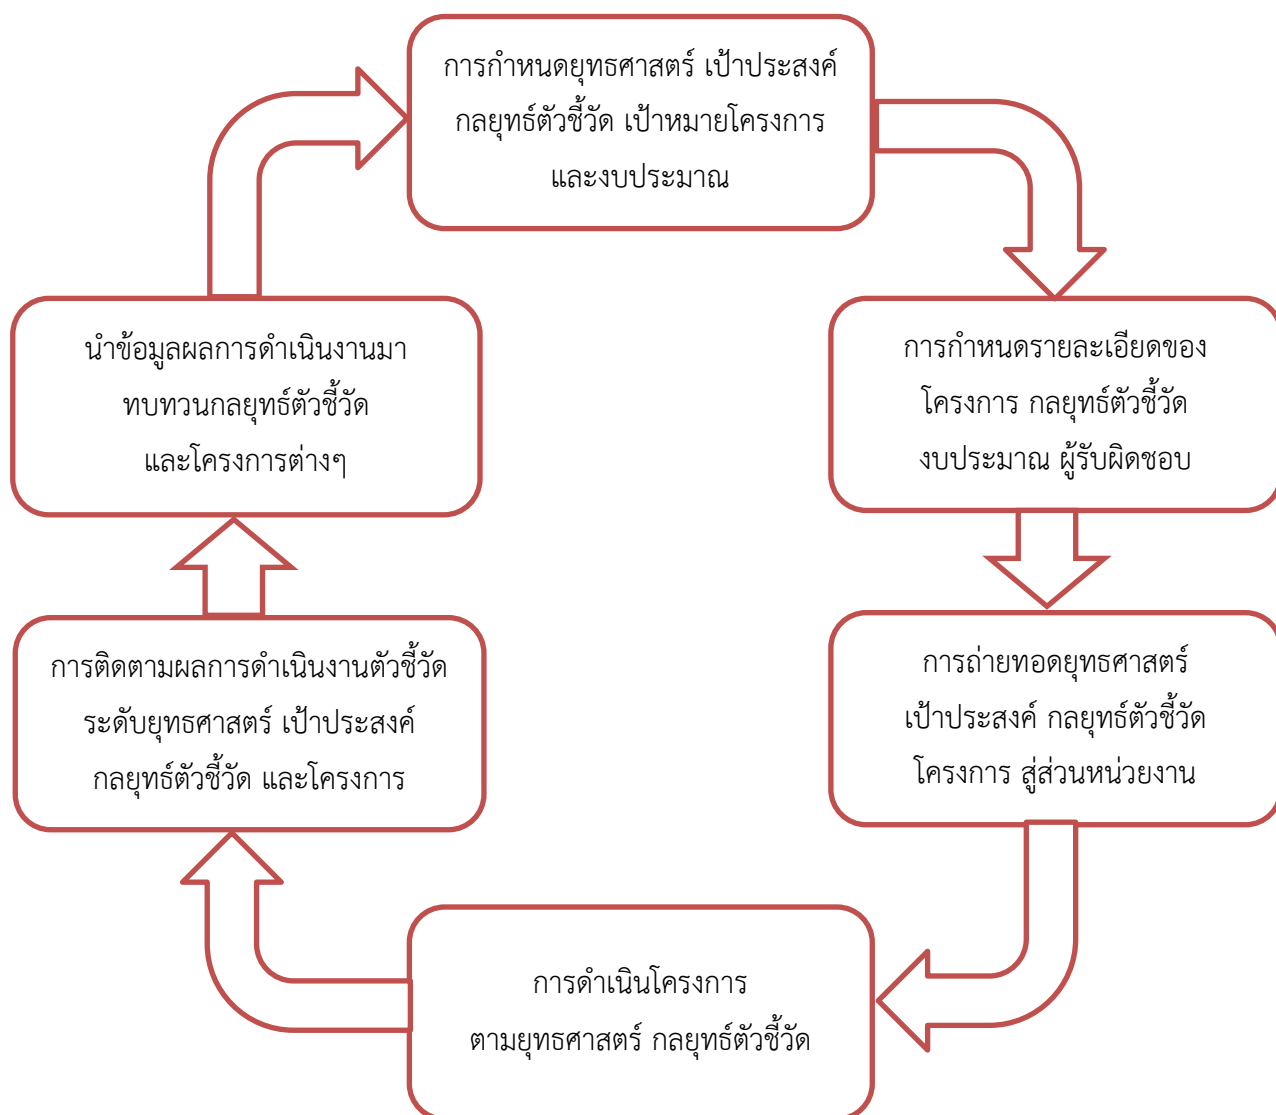 การกำหนดยุทธศาสตร์ เป้าประสงค์
กลยุทธ์ตัวชี้วัด เป้าหมายโครงการ
และงบประมาณ
การกำหนดรายละเอียดของ
โครงการ กลยุทธ์ตัวชี้วัด
งบประมาณ ผู้รับผิดชอบ
การถ่ายทอดยุทธศาสตร์
เป้าประสงค์ กลยุทธ์ตัวชี้วัด
โครงการ สู่ส่วนหน่วยงาน
การดำเนินโครงการ
ตามยุทธศาสตร์ กลยุทธ์ตัวชี้วัด
การติดตามผลการดำเนินงานตัวชี้วัด
ระดับยุทธศาสตร์ เป้าประสงค์
กลยุทธ์ตัวชี้วัด และโครงการ
นำข้อมูลผลการดำเนินงานมา
ทบทวนกลยุทธ์ตัวชี้วัด
และโครงการต่างๆ